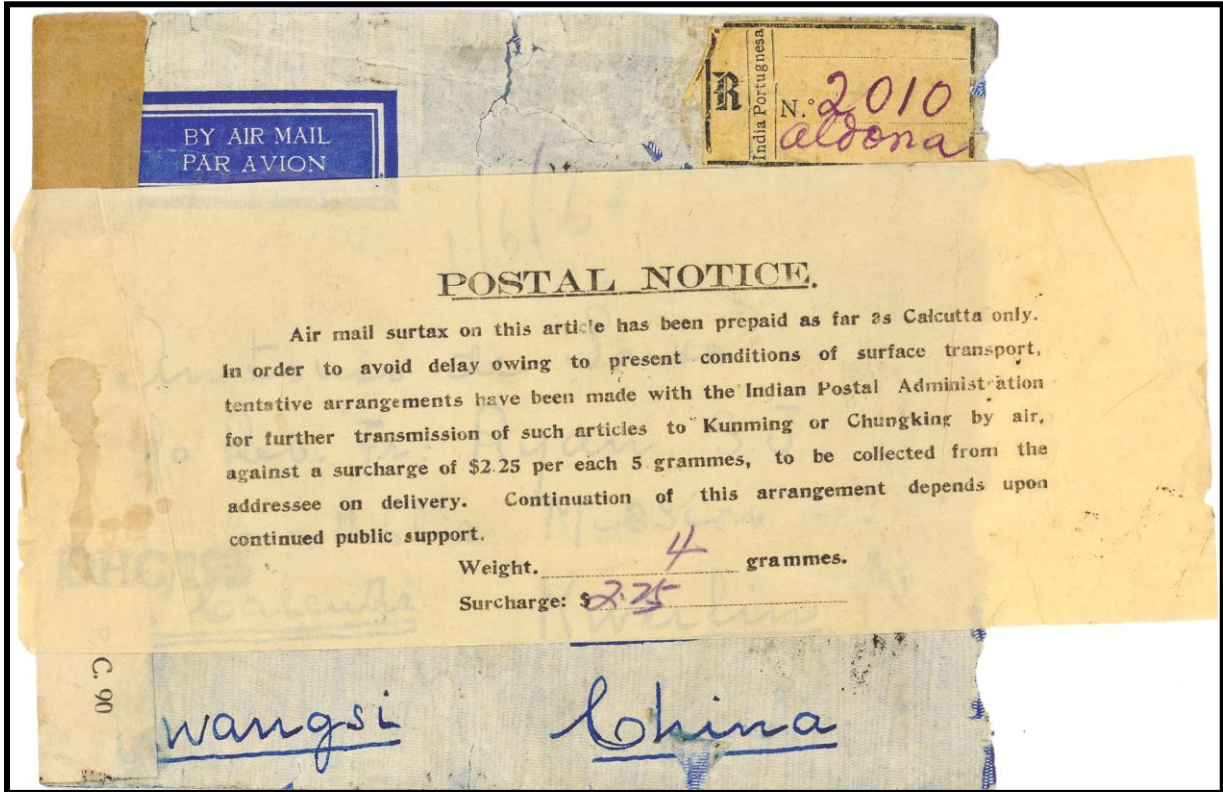 BY AIR MAIL
PAR AVION
R
India Portuguesa
N.º 2010
aldona
POSTAL NOTICE.
Air mail surtax on this article has been prepaid as far as Calcutta only.
In order to avoid delay owing to present conditions of surface transport,
tentative arrangements have been made with the Indian Postal Administration
for further transmission of such articles to Kunming or Chungking by air,
against a surcharge of $2.25 per each 5 grammes, to be collected from the
addressee on delivery. Continuation of this arrangement depends upon
continued public support.
Weight. 4 grammes.
Surcharge: $2.25
Calcutta Kweilin
C. 90
wangsi China